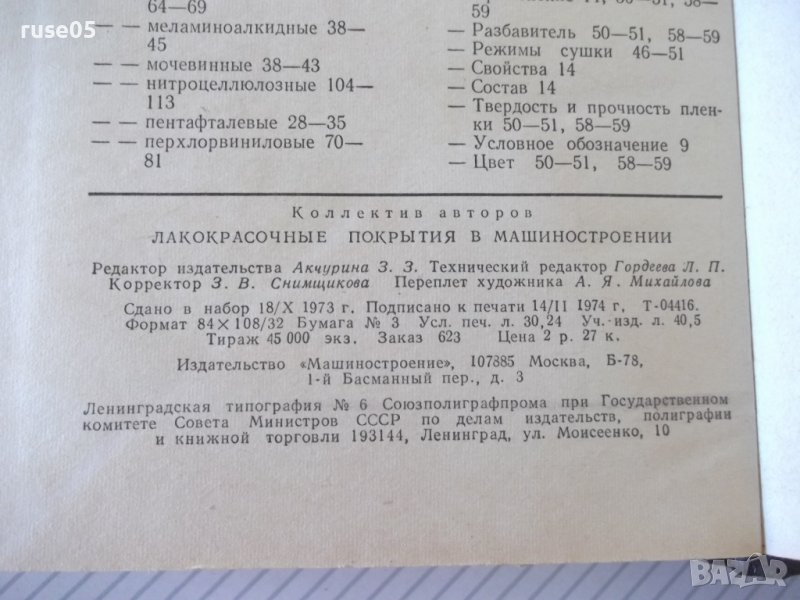 ruse05
64—69
— — меламиноалкидные 38—
45
— — мочевинные 38—43
— — нитроцеллюлозные 104—
113
— — пентафталевые 28—35
— — перхлорвиниловые 70—
81
59
— Разбавитель 50—51, 58—59
— Режимы сушки 46—51
— Свойства 14
— Состав 14
— Твердость и прочность плен-
ки 50—51, 58—59
— Условное обозначение 9
— Цвет 50—51, 58—59
Коллектив авторов
ЛАКОКРАСОЧНЫЕ ПОКРЫТИЯ В МАШИНОСТРОЕНИИ
Редактор издательства Акчурина З. З. Технический редактор Гордеева Л. П.
Корректор З. В. Снимщикова Переплет художника А. Я. Михайлова
Сдано в набор 18/X 1973 г. Подписано к печати 14/II 1974 г. Т-04416.
Формат 84×108/32 Бумага № 3 Усл. печ. л. 30,24 Уч.-изд. л. 40,5
Тираж 45 000 экз. Заказ 623 Цена 2 р. 27 к.
Издательство «Машиностроение», 107885 Москва, Б-78,
1-й Басманный пер., д. 3
Ленинградская типография № 6 Союзполиграфпрома при Государственном
комитете Совета Министров СССР по делам издательств, полиграфии
и книжной торговли 193144, Ленинград, ул. Моисеенко, 10
BAZAR